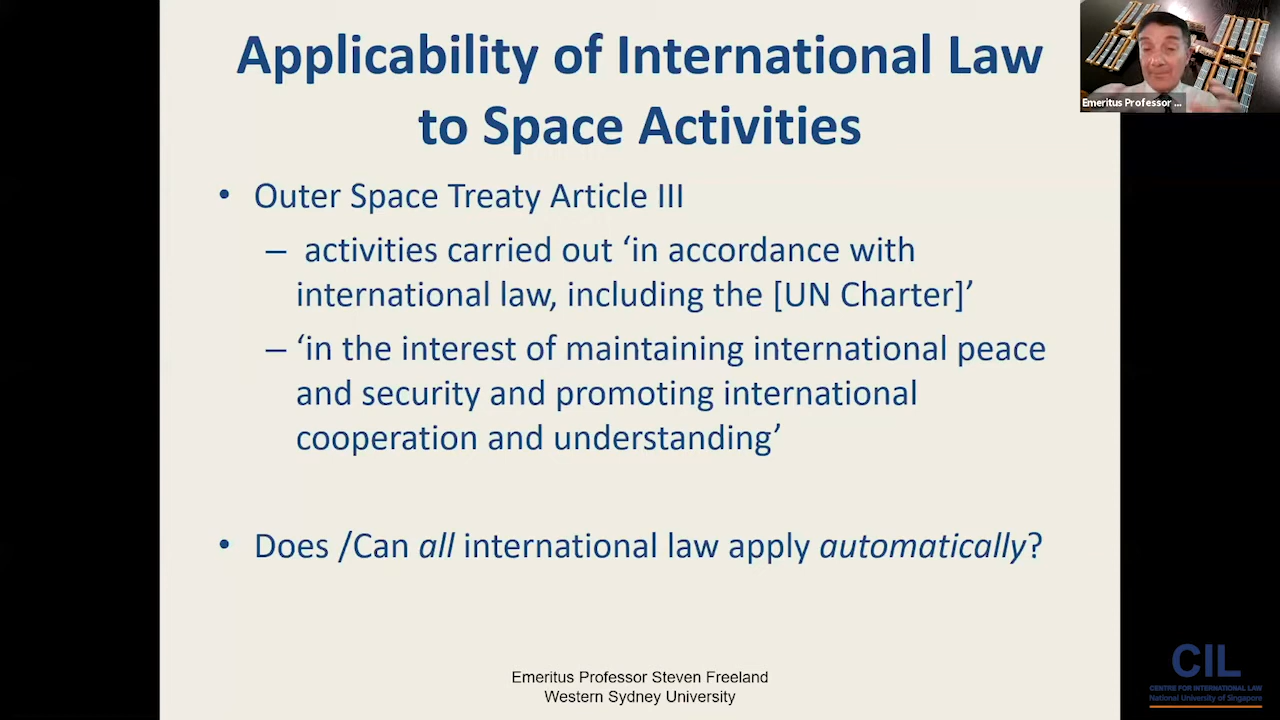 Applicability of International Law
to Space Activities
• Outer Space Treaty Article III
– activities carried out ‘in accordance with
international law, including the [UN Charter]’
– ‘in the interest of maintaining international peace
and security and promoting international
cooperation and understanding’
• Does /Can all international law apply automatically?
Emeritus Professor Steven Freeland
Western Sydney University
Emeritus Professor ...
CIL
CENTRE FOR INTERNATIONAL LAW
National University of Singapore